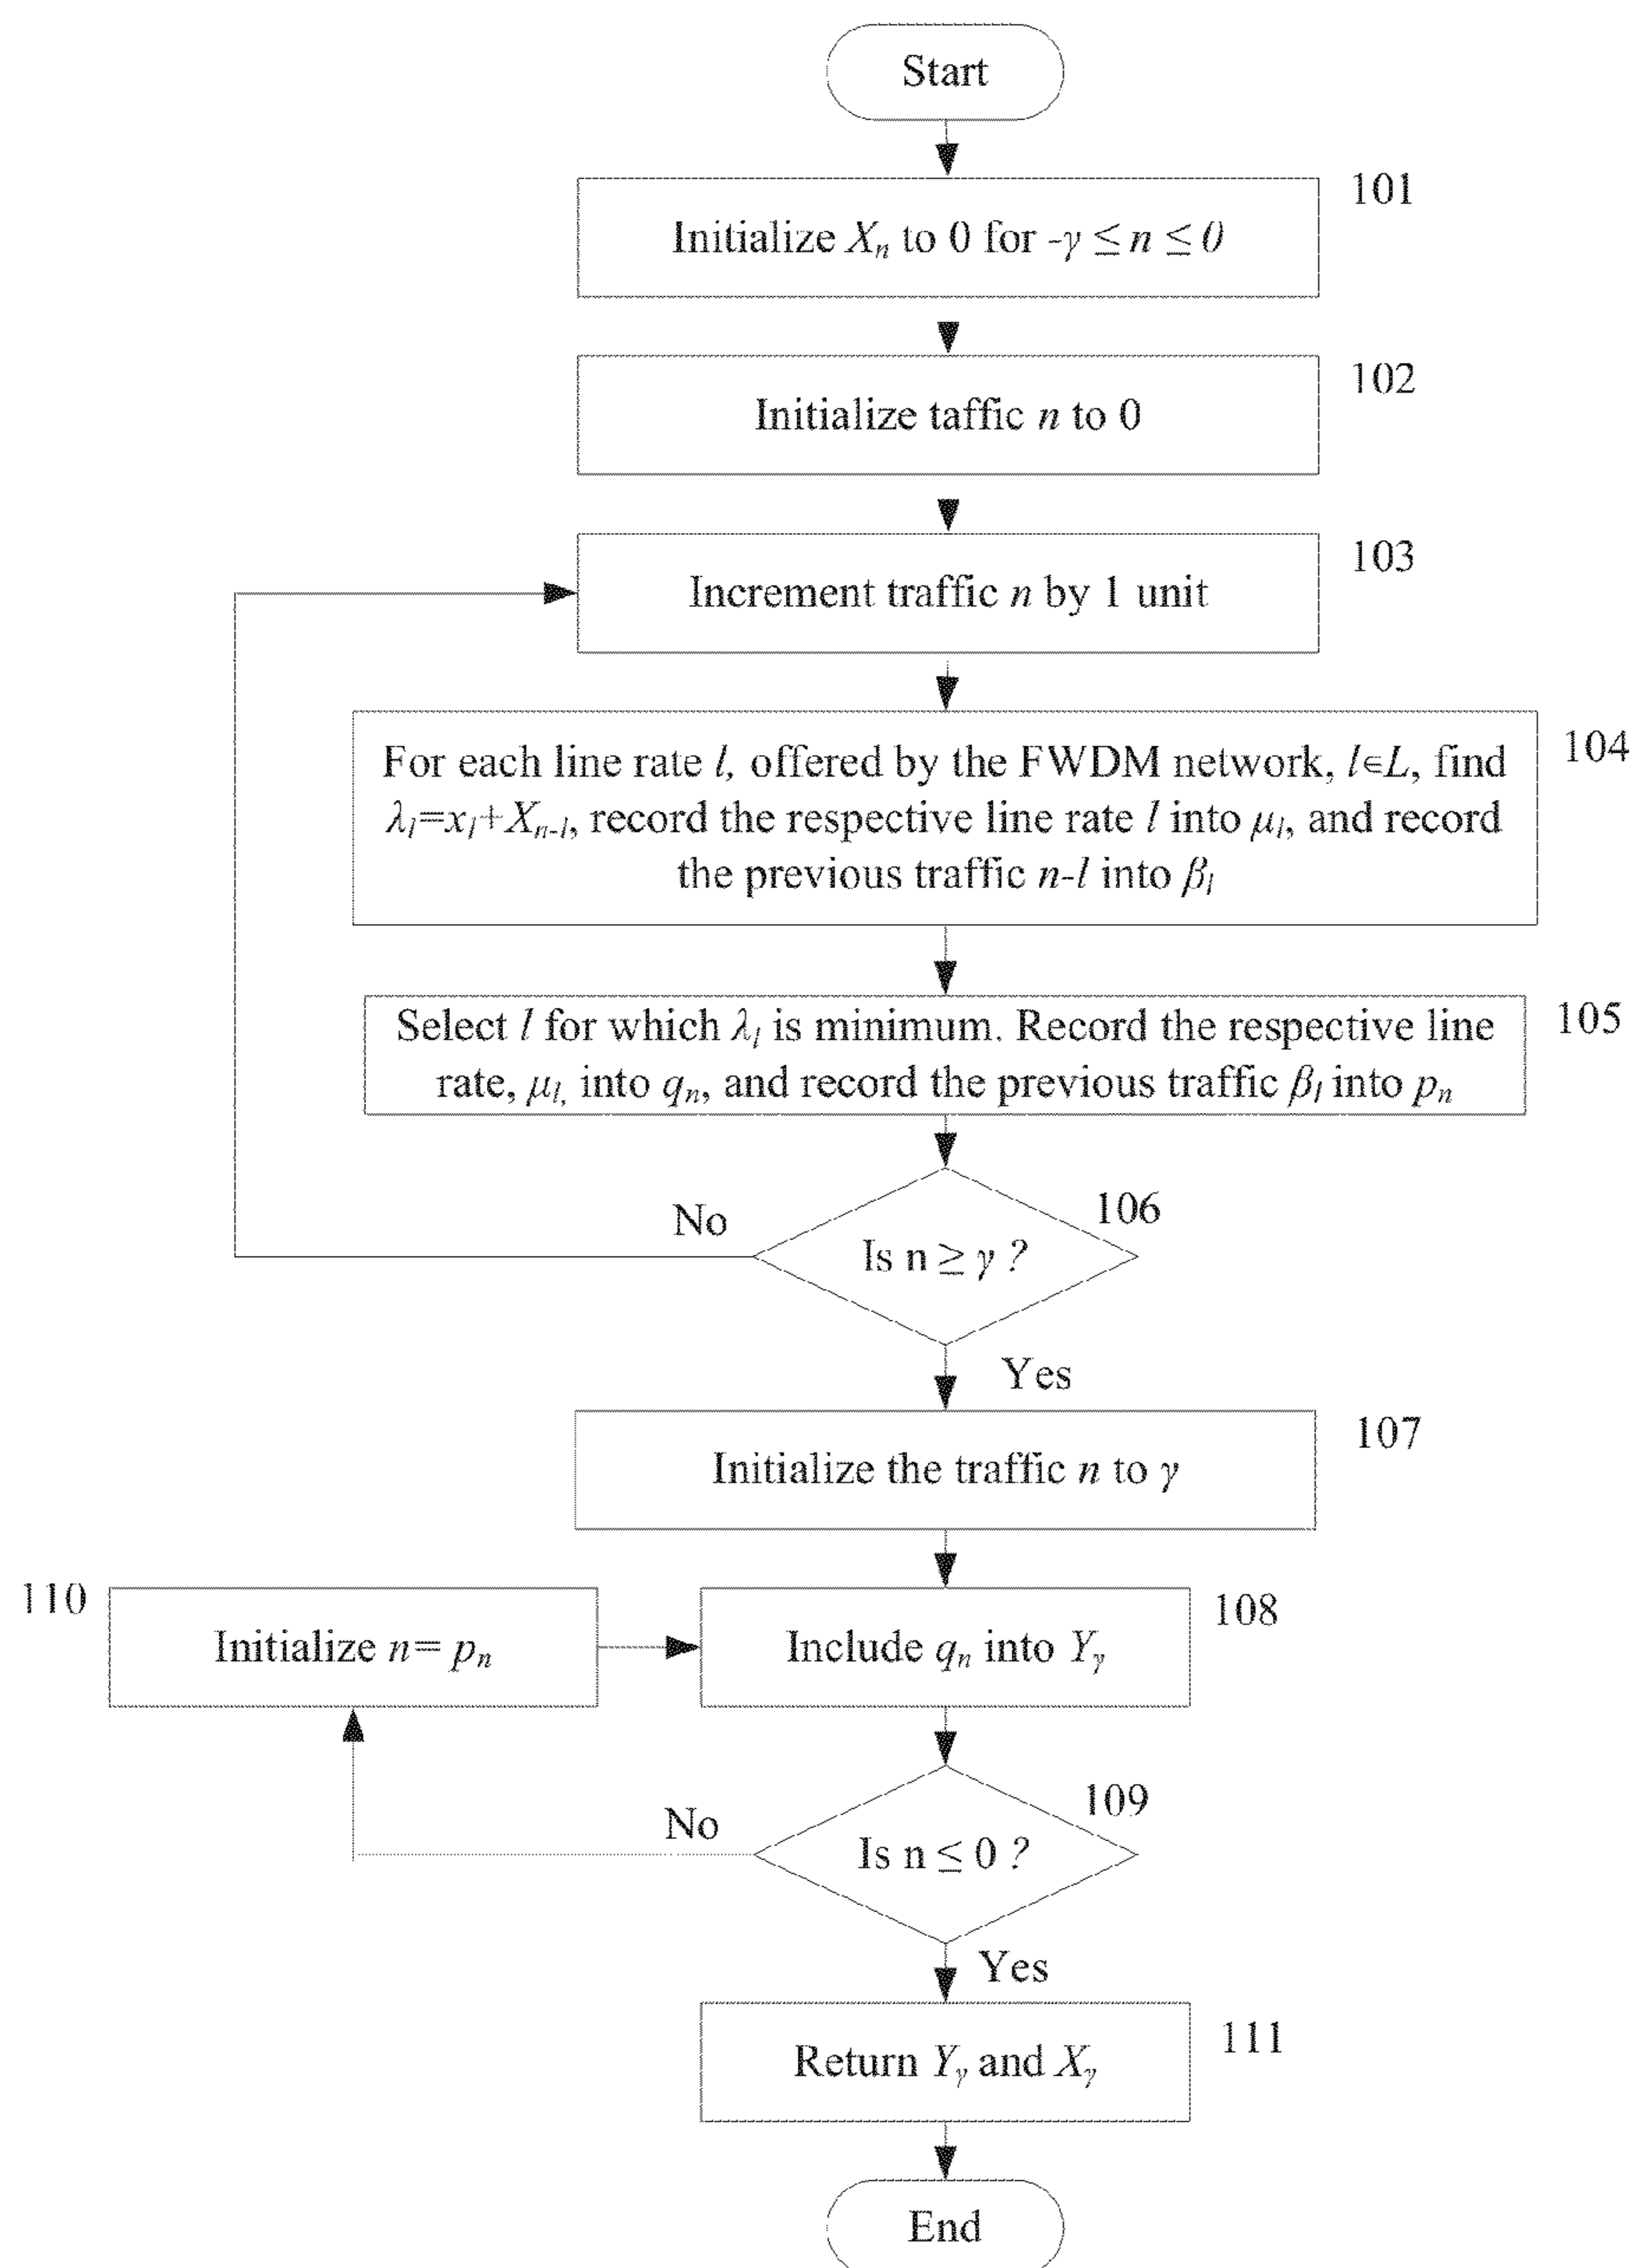 Start
101
Initialize Xn to 0 for -γ ≤ n ≤ 0
102
Initialize taffic n to 0
103
Increment traffic n by 1 unit
104
For each line rate l, offered by the FWDM network, l∈L, find
λl=xl+Xn-l, record the respective line rate l into μl, and record
the previous traffic n-l into βl
105
Select l for which λl is minimum. Record the respective line
rate, μl, into qn, and record the previous traffic βl into pn
106
No
Is n ≥ γ ?
Yes
107
Initialize the traffic n to γ
110
Initialize n= pn
108
Include qn into Yγ
109
No
Is n ≤ 0 ?
Yes
111
Return Yγ and Xγ
End